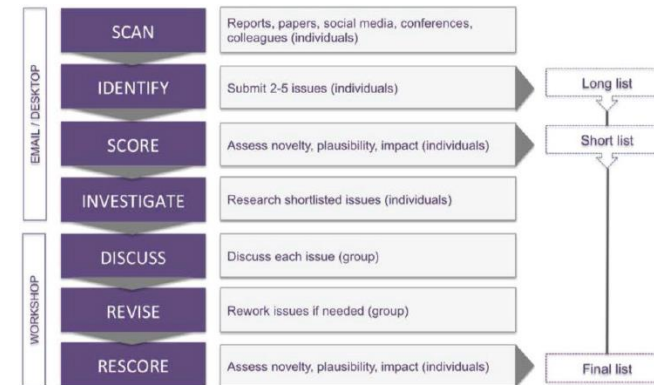 EMAIL / DESKTOP
SCAN
Reports, papers, social media, conferences,
colleagues (individuals)
IDENTIFY
Submit 2-5 issues (individuals)
Long list
SCORE
Assess novelty, plausibility, impact (individuals)
Short list
INVESTIGATE
Research shortlisted issues (individuals)
WORKSHOP
DISCUSS
Discuss each issue (group)
REVISE
Rework issues if needed (group)
RESCORE
Assess novelty, plausibility, impact (individuals)
Final list